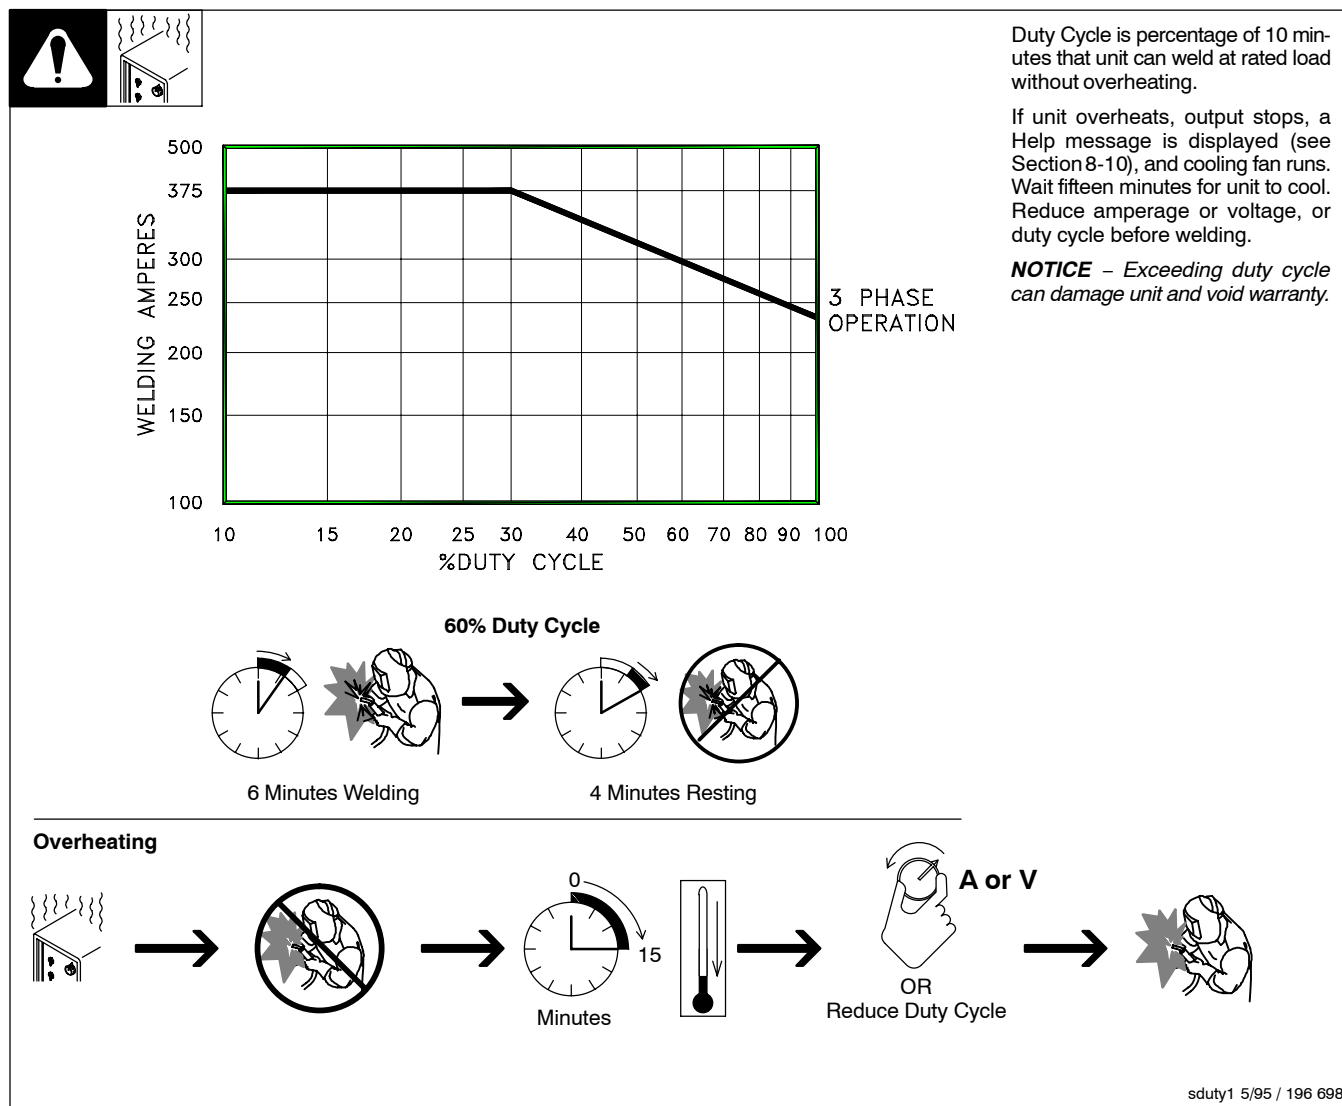 Duty Cycle is percentage of 10 min-
utes that unit can weld at rated load
without overheating.
If unit overheats, output stops, a
Help message is displayed (see
Section 8-10), and cooling fan runs.
Wait fifteen minutes for unit to cool.
Reduce amperage or voltage, or
duty cycle before welding.
NOTICE – Exceeding duty cycle
can damage unit and void warranty.
WELDING AMPERES
500
375
300
250
200
150
100
3 PHASE
OPERATION
10 15 20 25 30 40 50 60 70 80 90 100
%DUTY CYCLE
60% Duty Cycle
6 Minutes Welding
4 Minutes Resting
Overheating
0
15
Minutes
A or V
OR
Reduce Duty Cycle
sduty1 5/95 / 196 698